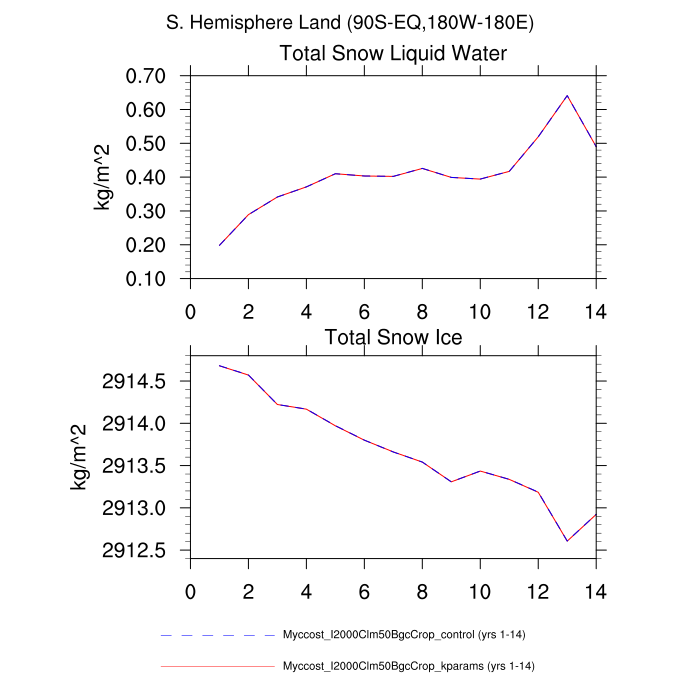 S. Hemisphere Land (90S-EQ,180W-180E)
Total Snow Liquid Water
0.70
0.60
0.50
0.40
0.30
0.20
0.10
kg/m^2
0 2 4 6 8 10 12 14
Total Snow Ice
2914.5
2914.0
2913.5
2913.0
2912.5
kg/m^2
0 2 4 6 8 10 12 14
Myccost_I2000Clm50BgcCrop_control (yrs 1-14)
Myccost_I2000Clm50BgcCrop_kparams (yrs 1-14)